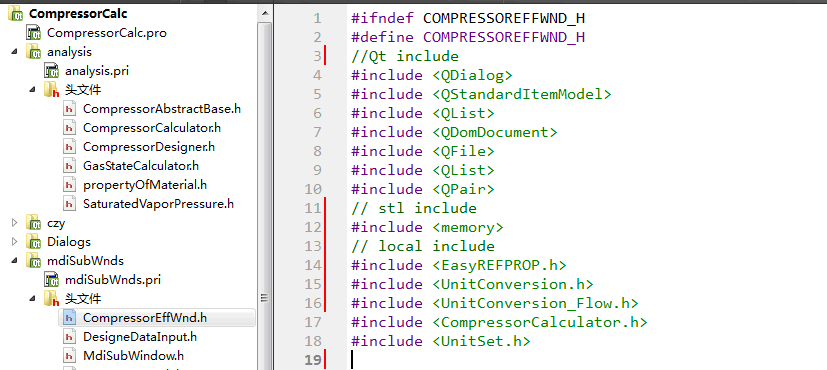 CompressorCalc
CompressorCalc.pro
analysis
analysis.pri
头文件
CompressorAbstractBase.h
CompressorCalculator.h
CompressorDesigner.h
GasStateCalculator.h
propertyOfMaterial.h
SaturatedVaporPressure.h
czy
Dialogs
mdiSubWnds
mdiSubWnds.pri
头文件
CompressorEffWnd.h
DesigneDataInput.h
MdiSubWindow.h
1 #ifndef COMPRESSOREFFWND_H
2 #define COMPRESSOREFFWND_H
3 //Qt include
4 #include <QDialog>
5 #include <QStandardItemModel>
6 #include <QList>
7 #include <QDomDocument>
8 #include <QFile>
9 #include <QList>
10 #include <QPair>
11 // stl include
12 #include <memory>
13 // local include
14 #include <EasyREFPROP.h>
15 #include <UnitConversion.h>
16 #include <UnitConversion_Flow.h>
17 #include <CompressorCalculator.h>
18 #include <UnitSet.h>
19